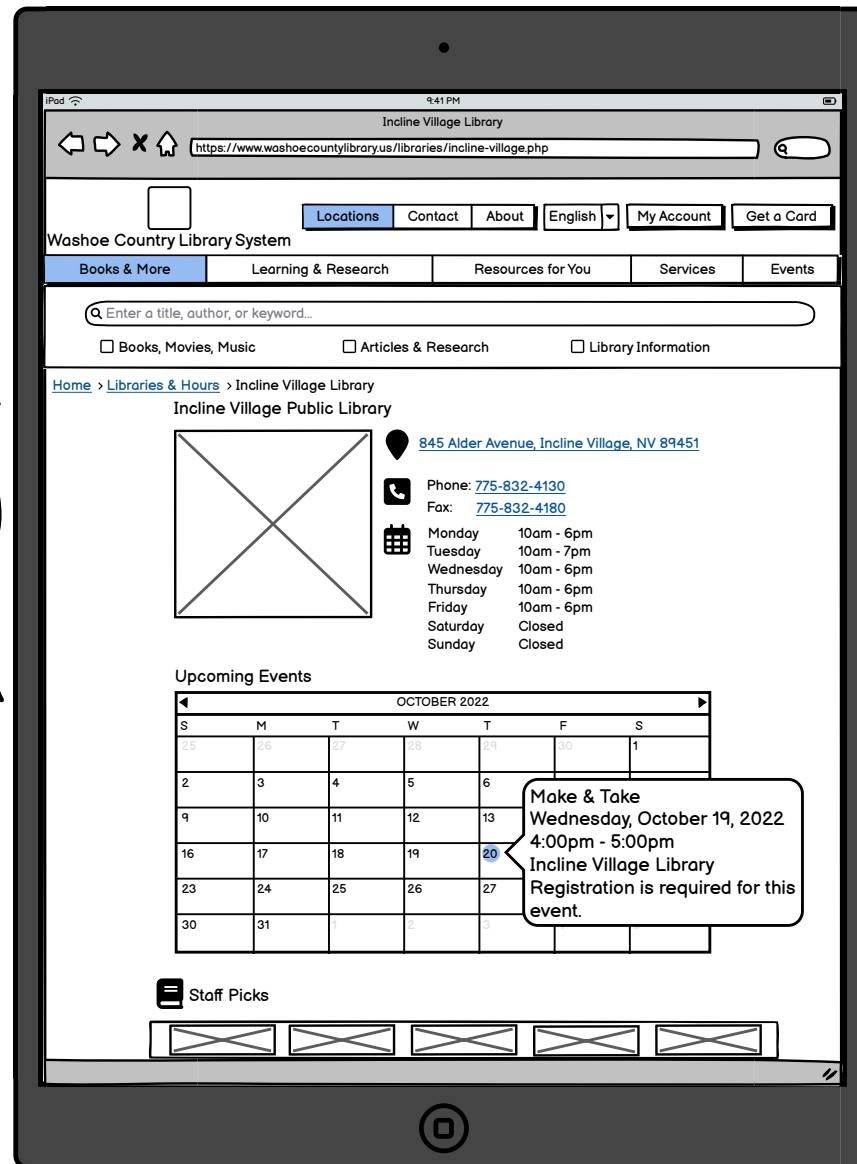 iPad 9:41 PM
Incline Village Library
https://www.washoecountylibrary.us/libraries/incline-village.php
Locations Contact About English My Account Get a Card
Washoe Country Library System
Books & More Learning & Research Resources for You Services Events
Enter a title, author, or keyword...
Books, Movies, Music Articles & Research Library Information
Home > Libraries & Hours > Incline Village Library
Incline Village Public Library
845 Alder Avenue, Incline Village, NV 89451
Phone: 775-832-4130
Fax: 775-832-4180
Monday 10am - 6pm
Tuesday 10am - 7pm
Wednesday 10am - 6pm
Thursday 10am - 6pm
Friday 10am - 6pm
Saturday Closed
Sunday Closed
Upcoming Events
OCTOBER 2022
S M T W T F S
25 26 27 28 29 30 1
2 3 4 5 6
9 10 11 12 13
16 17 18 19 20
23 24 25 26 27
30 31 1 2 3
Make & Take
Wednesday, October 19, 2022
4:00pm - 5:00pm
Incline Village Library
Registration is required for this
event.
Staff Picks